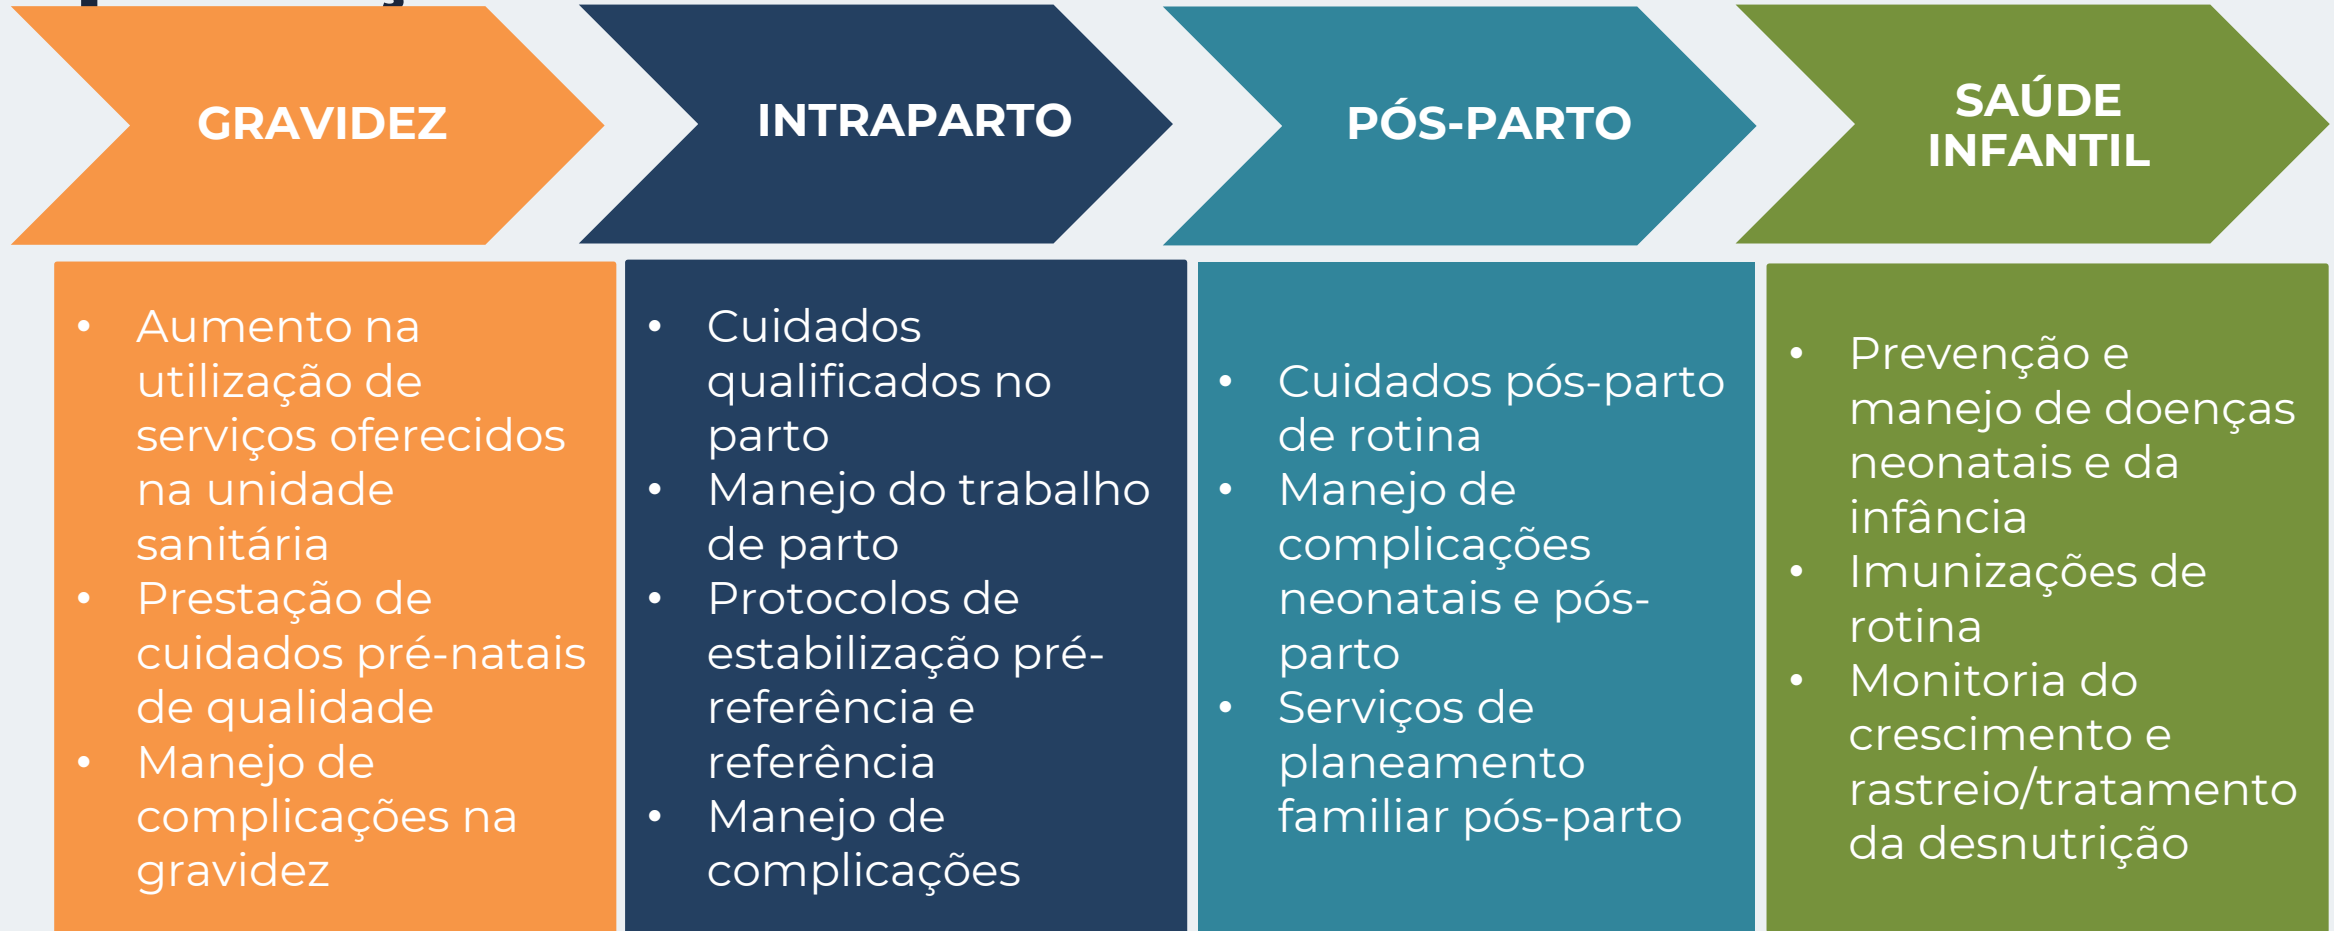 GRAVIDEZ
INTRAPARTO
PÓS-PARTO
SAÚDE
INFANTIL
• Aumento na
utilização de
serviços oferecidos
na unidade
sanitária
• Prestação de
cuidados pré-natais
de qualidade
• Manejo de
complicações na
gravidez
• Cuidados
qualificados no
parto
• Manejo do trabalho
de parto
• Protocolos de
estabilização pré-
referência e
referência
• Manejo de
complicações
• Cuidados pós-parto
de rotina
• Manejo de
complicações
neonatais e pós-
parto
• Serviços de
planeamento
familiar pós-parto
• Prevenção e
manejo de doenças
neonatais e da
infância
• Imunizações de
rotina
• Monitoria do
crescimento e
rastreio/tratamento
da desnutrição